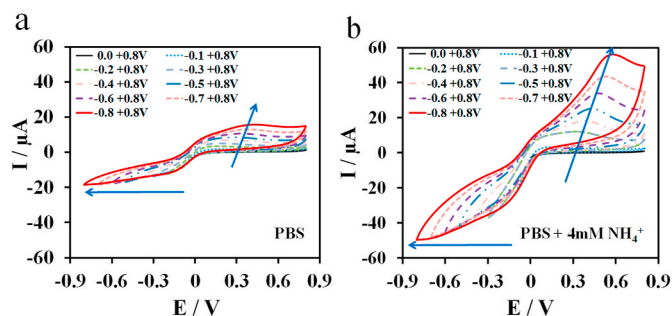 a
60
40
20
0
-20
-40
-60
I / μA
0.0 +0.8V
-0.1 +0.8V
-0.2 +0.8V
-0.3 +0.8V
-0.4 +0.8V
-0.5 +0.8V
-0.6 +0.8V
-0.7 +0.8V
-0.8 +0.8V
PBS
-0.9 -0.6 -0.3 0 0.3 0.6 0.9
E / V
b
60
40
20
0
-20
-40
-60
I / μA
0.0 +0.8V
-0.1 +0.8V
-0.2 +0.8V
-0.3 +0.8V
-0.4 +0.8V
-0.5 +0.8V
-0.6 +0.8V
-0.7 +0.8V
-0.8 +0.8V
PBS + 4mM NH₄⁺
-0.9 -0.6 -0.3 0 0.3 0.6 0.9
E / V